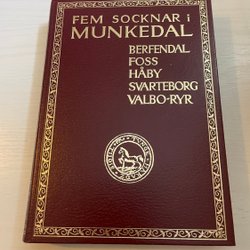 FEM SOCKNAR i
MUNKEDAL
BERFENDAL
FOSS
HÅBY
SVARTEBORG
VALBO-RYR